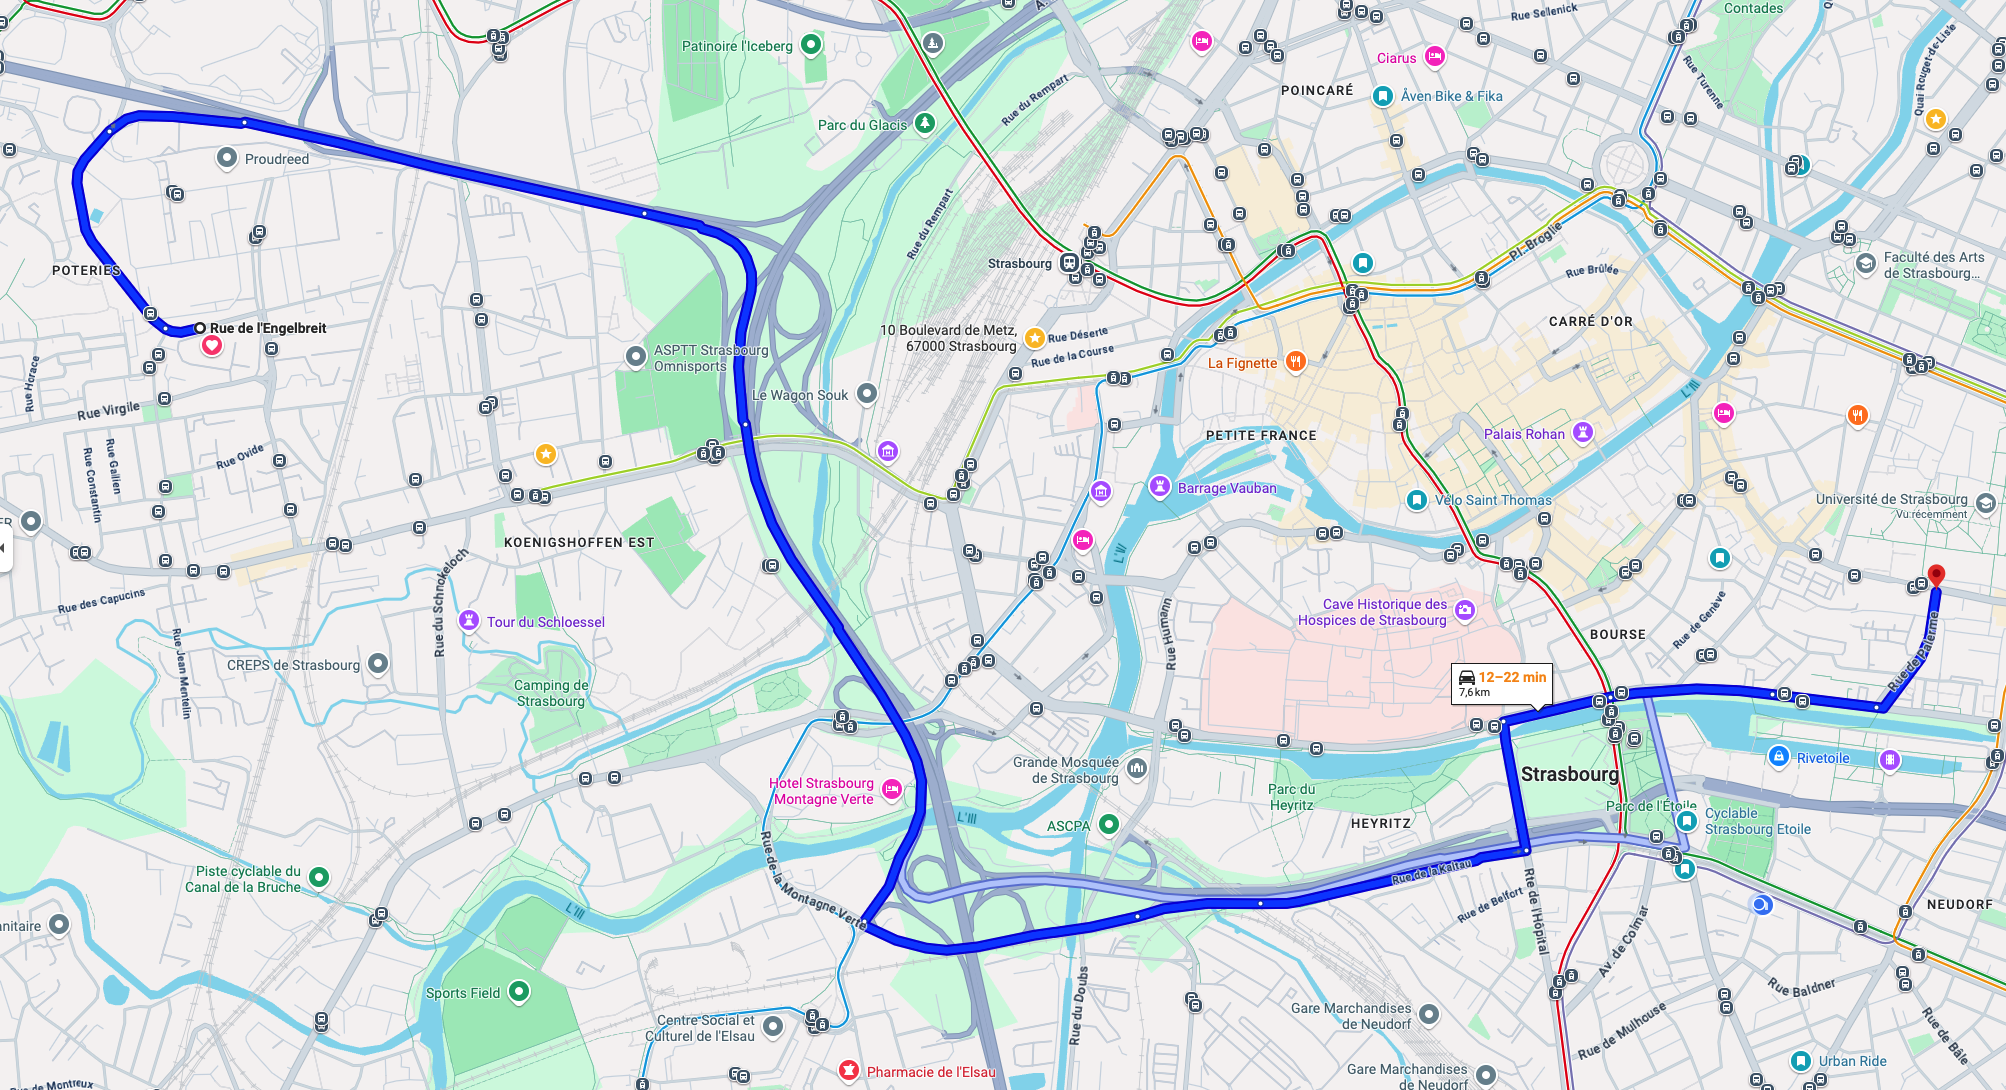 Contades
Rue Sellenick
Patinoire l'Iceberg
Ciarus
Rue Turenne
Quai Rouget-de-Lisle
POINCARÉ
Åven Bike & Fika
Rue du Rempart
Parc du Glacis
Proudreed
Rue du Rempart
Pl. Broglie
Strasbourg
Rue Brûlée
Faculté des Arts
de Strasbourg...
POTERIES
Rue de l'Engelbreit
10 Boulevard de Metz,
67000 Strasbourg
Rue Déserte
Rue de la Course
CARRÉ D'OR
ASPTT Strasbourg
Omnisports
La Fignette
L'Ill
Rue Horace
Le Wagon Souk
Rue Virgile
PETITE FRANCE
Palais Rohan
Rue Gallien
Rue Constantin
Rue Ovide
Barrage Vauban
Vélo Saint Thomas
Université de Strasbourg
Vu récemment
KOENIGSHOFFEN EST
L'Ill
Rue du Schnokeloch
Rue des Capucins
Tour du Schloessel
Cave Historique des
Hospices de Strasbourg
Rue Humann
Rue de Genève
BOURSE
Rue de Palerme
Rue Jean Mentelin
CREPS de Strasbourg
Camping de
Strasbourg
12–22 min
7,6 km
Grande Mosquée
de Strasbourg
Strasbourg
Rivetoile
Hotel Strasbourg
Montagne Verte
Parc du
Heyritz
Parc de l'Étoile
Cyclable
Strasbourg Etoile
L'Ill
ASCPA
HEYRITZ
Rue de la Montagne Verte
Piste cyclable du
Canal de la Bruche
Rue de la Kaltau
Rte de l'Hôpital
Rue de Belfort
L'Ill
NEUDORF
anitaire
Av. de Colmar
Sports Field
Rue du Doubs
Rue Baldner
Centre Social et
Culturel de l'Elsau
Gare Marchandises
de Neudorf
Rue de Mulhouse
Rue de Bâle
Pharmacie de l'Elsau
Gare Marchandises
de Neudorf
Urban Ride
Rue de Montreux